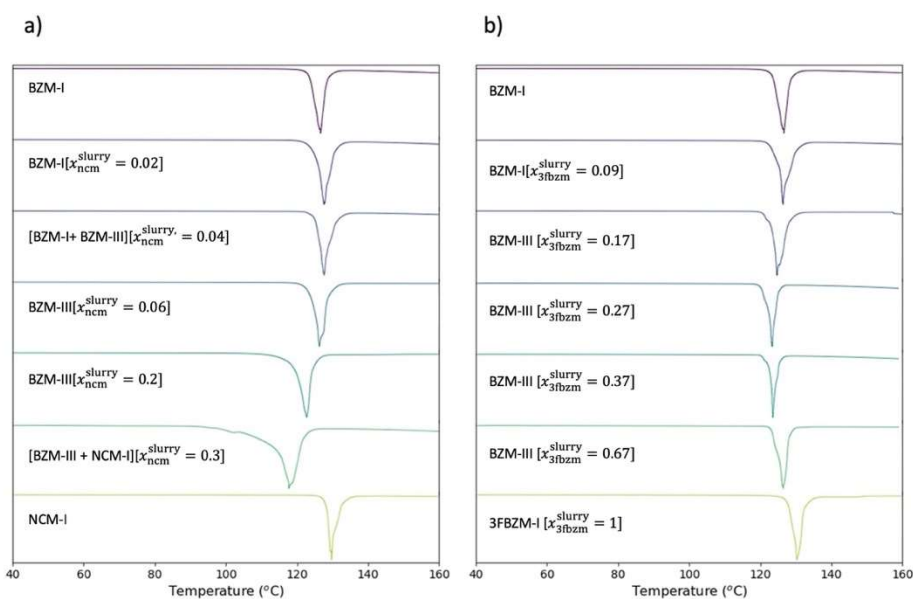 a)
BZM-I
BZM-I[x_ncm^slurry = 0.02]
[BZM-I+ BZM-III][x_ncm^slurry, = 0.04]
BZM-III[x_ncm^slurry = 0.06]
BZM-III[x_ncm^slurry = 0.2]
[BZM-III + NCM-I][x_ncm^slurry = 0.3]
NCM-I
40 60 80 100 120 140 160
Temperature (°C)
b)
BZM-I
BZM-I[x_3fbzm^slurry = 0.09]
BZM-III [x_3fbzm^slurry = 0.17]
BZM-III [x_3fbzm^slurry = 0.27]
BZM-III [x_3fbzm^slurry = 0.37]
BZM-III [x_3fbzm^slurry = 0.67]
3FBZM-I [x_3fbzm^slurry = 1]
40 60 80 100 120 140 160
Temperature (°C)